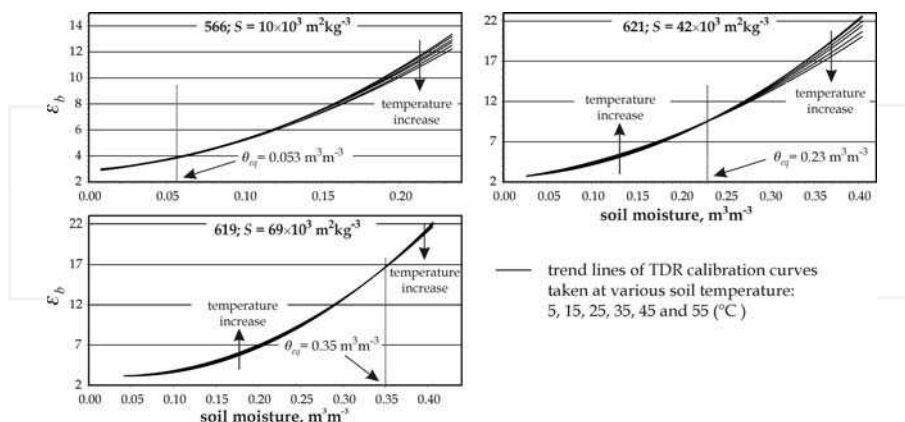 566; S = 10×10³ m²kg⁻³
14
12
10
8
6
4
2
ε_b
temperature
increase
θ_eq = 0.053 m³m⁻³
0.00 0.05 0.10 0.15 0.20
621; S = 42×10³ m²kg⁻³
22
17
12
7
2
temperature
increase
temperature
increase
θ_eq = 0.23 m³m⁻³
0.00 0.05 0.10 0.15 0.20 0.25 0.30 0.35 0.40
soil moisture, m³m⁻³
619; S = 69×10³ m²kg⁻³
22
17
12
7
2
ε_b
temperature
increase
temperature
increase
θ_eq = 0.35 m³m⁻³
0.00 0.05 0.10 0.15 0.20 0.25 0.30 0.35 0.40
soil moisture, m³m⁻³
trend lines of TDR calibration curves
taken at various soil temperature:
5, 15, 25, 35, 45 and 55 (°C )